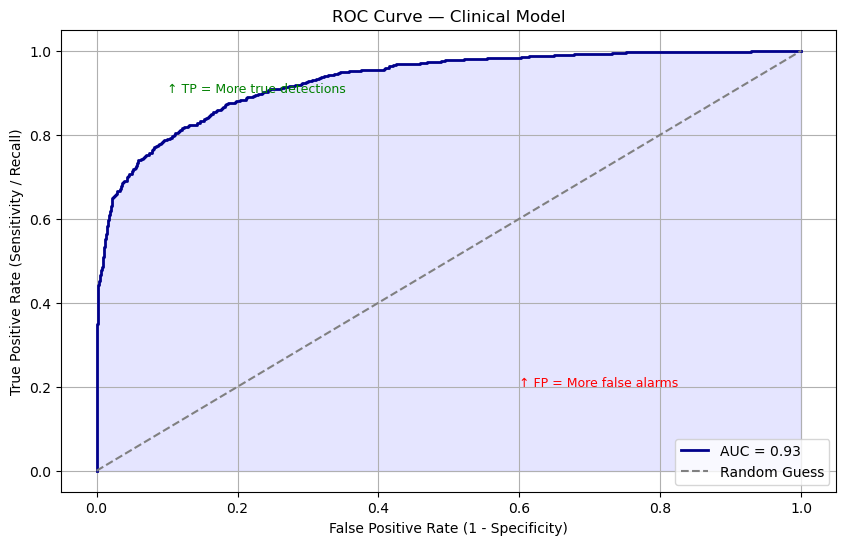 ROC Curve — Clinical Model
True Positive Rate (Sensitivity / Recall)
1.0
0.8
0.6
0.4
0.2
0.0
↑ TP = More true detections
↑ FP = More false alarms
AUC = 0.93
Random Guess
0.0 0.2 0.4 0.6 0.8 1.0
False Positive Rate (1 - Specificity)